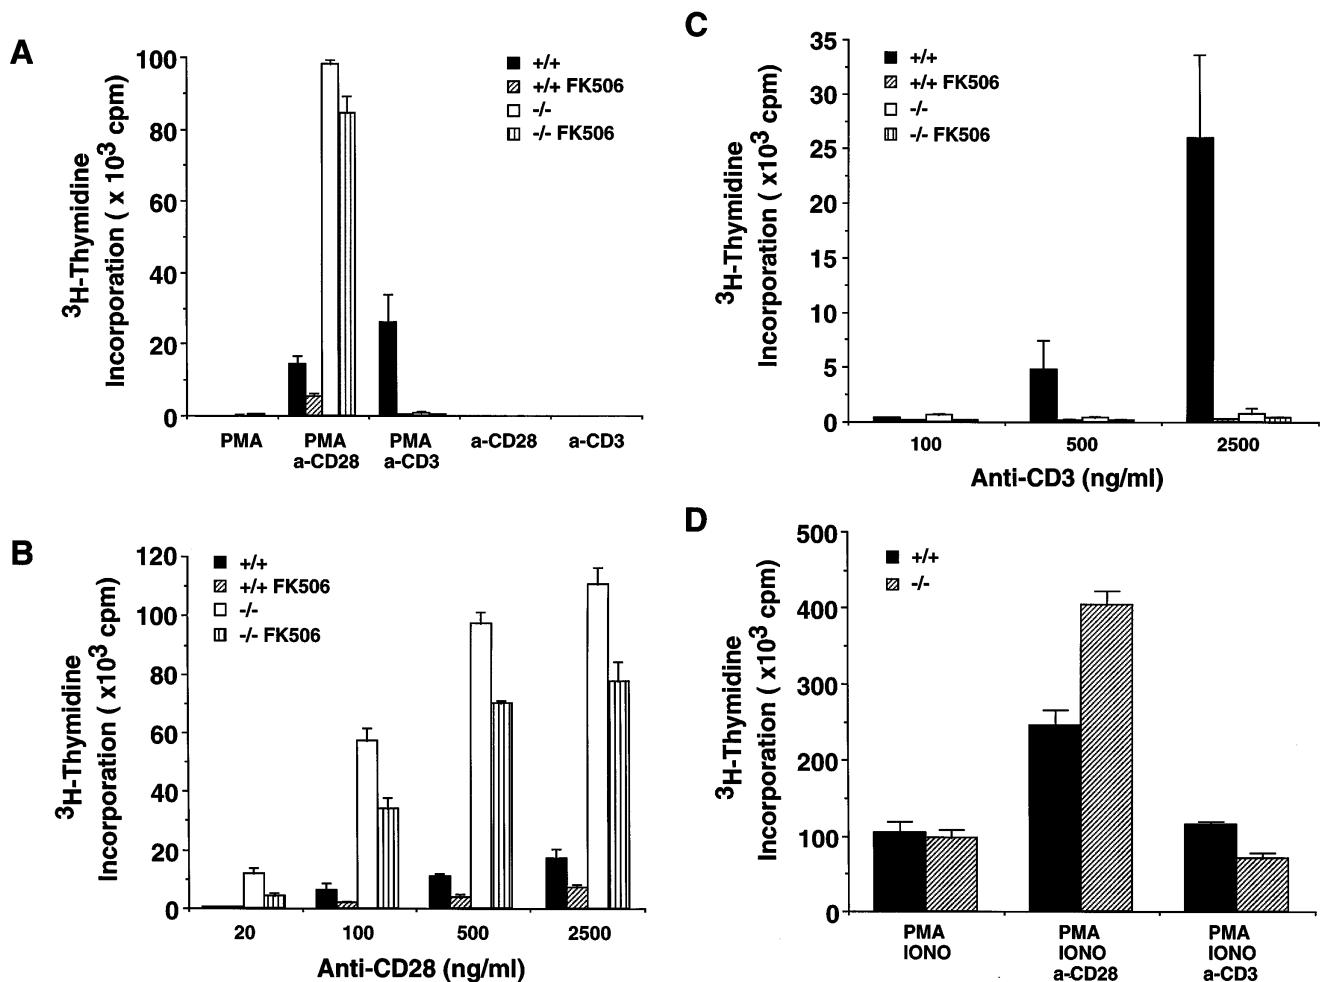 A
³H-Thymidine
Incorporation ( x 10³ cpm)
100
80
60
40
20
0
+/+
+/+ FK506
-/-
-/- FK506
PMA
PMA
a-CD28
PMA
a-CD3
a-CD28
a-CD3
B
³H-Thymidine
Incorporation ( x10³ cpm)
120
100
80
60
40
20
0
+/+
+/+ FK506
-/-
-/- FK506
20
100
500
2500
Anti-CD28 (ng/ml)
C
³H-Thymidine
Incorporation ( x10³ cpm)
35
30
25
20
15
10
5
0
+/+
+/+ FK506
-/-
-/- FK506
100
500
2500
Anti-CD3 (ng/ml)
D
³H-Thymidine
Incorporation ( x10³ cpm)
500
400
300
200
100
0
+/+
-/-
PMA
IONO
PMA
IONO
a-CD28
PMA
IONO
a-CD3